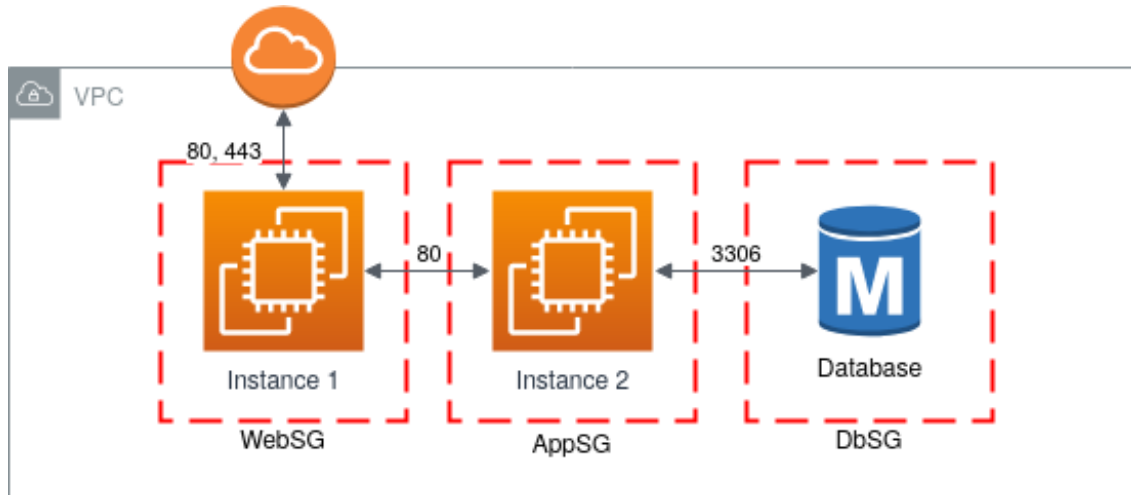 VPC
80, 443
80
3306
M
Instance 1
Instance 2
Database
WebSG
AppSG
DbSG